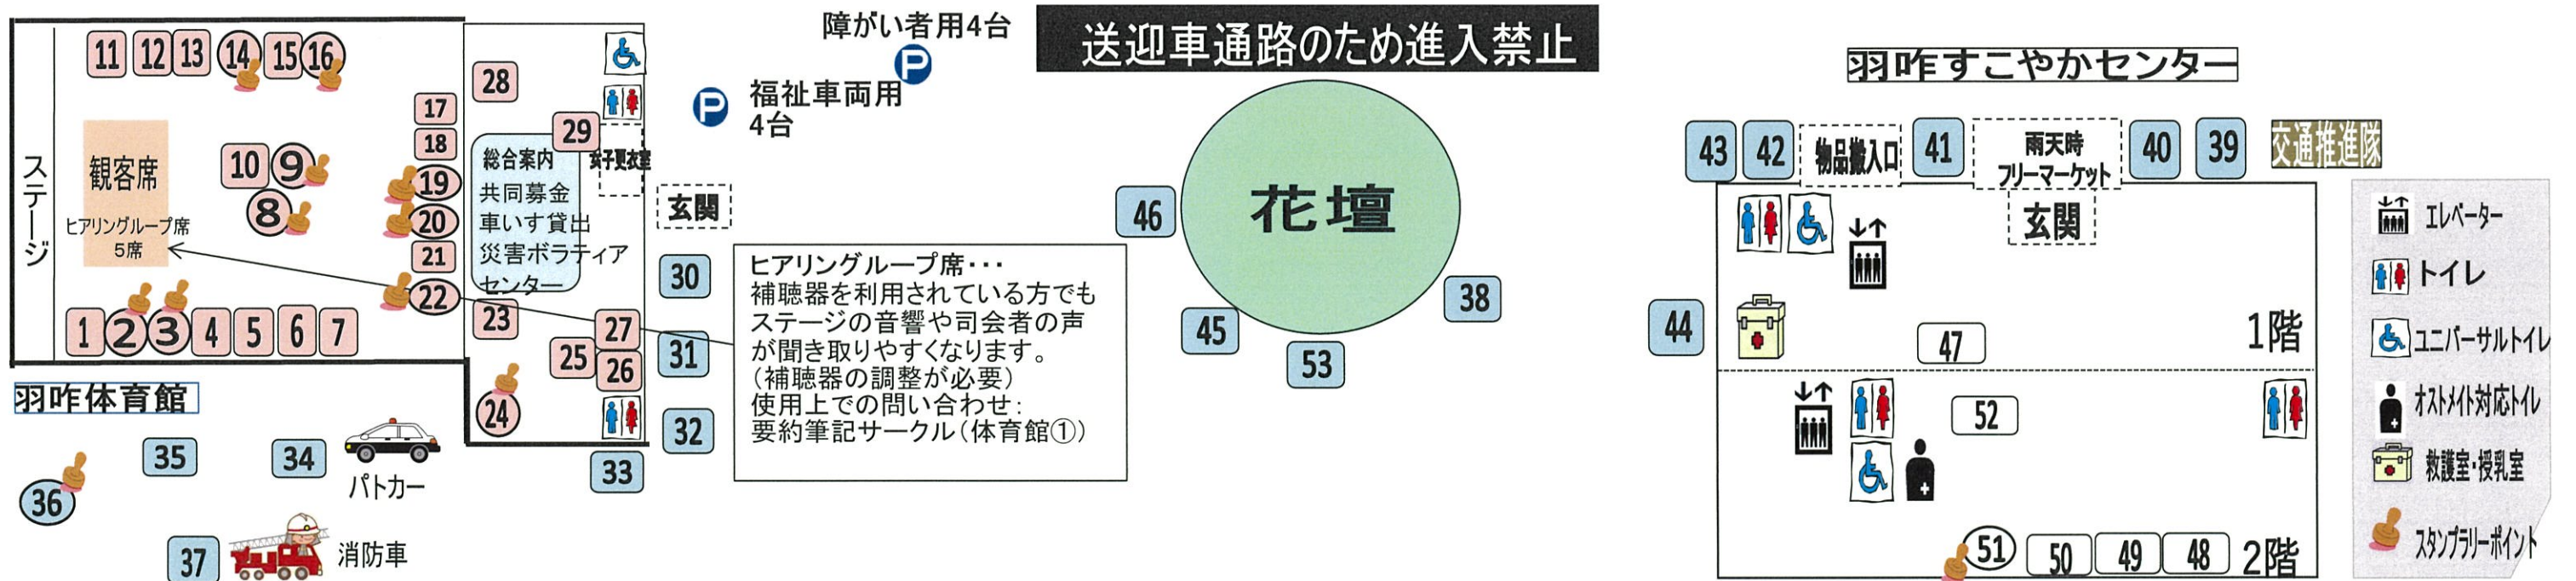 障がい者用4台
P
P
福祉車両用
4台
送迎車通路のため進入禁止
羽咋すこやかセンター
11
12
13
14
15
16
17
18
19
20
21
22
10
9
8
1
2
3
4
5
6
7
ステージ
観客席
ヒアリングループ席
5席
28
29
総合案内
共同募金
車いす貸出
災害ボラティア
センター
女子更衣室
玄関
23
24
25
26
27
30
31
32
33
羽咋体育館
35
34
パトカー
36
37
消防車
ヒアリングループ席・・・
補聴器を利用されている方でも
ステージの音響や司会者の声
が聞き取りやすくなります。
（補聴器の調整が必要）
使用上での問い合わせ：
要約筆記サークル（体育館①）
46
花壇
45
53
38
43
42
物品搬入口
41
雨天時
フリーマーケット
40
39
交通推進隊
玄関
44
47
1階
52
51
50
49
48
2階
エレベーター
トイレ
ユニバーサルトイレ
オストメイト対応トイレ
救護室・授乳室
スタンプラリーポイント